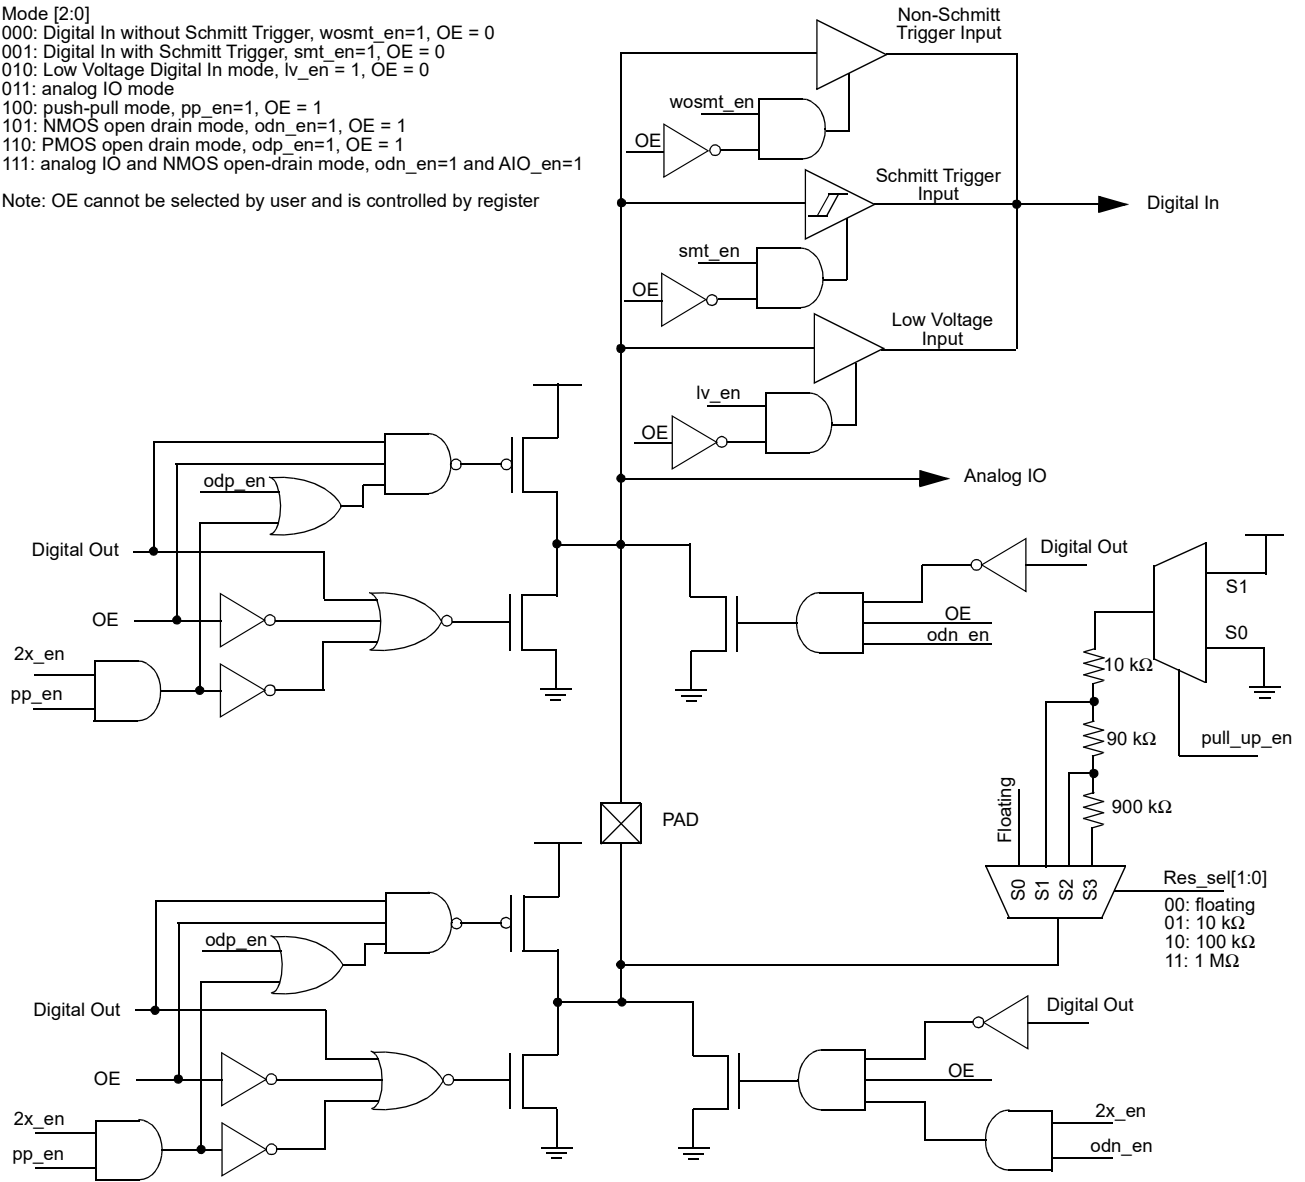 Mode [2:0]
000: Digital In without Schmitt Trigger, wosmt_en=1, OE = 0
001: Digital In with Schmitt Trigger, smt_en=1, OE = 0
010: Low Voltage Digital In mode, lv_en = 1, OE = 0
011: analog IO mode
100: push-pull mode, pp_en=1, OE = 1
101: NMOS open drain mode, odn_en=1, OE = 1
110: PMOS open drain mode, odp_en=1, OE = 1
111: analog IO and NMOS open-drain mode, odn_en=1 and AIO_en=1
Note: OE cannot be selected by user and is controlled by register
Non-Schmitt
Trigger Input
wosmt_en
OE
Schmitt Trigger
Input
Digital In
smt_en
OE
Low Voltage
Input
lv_en
OE
Analog IO
odp_en
Digital Out
OE
2x_en
pp_en
Digital Out
OE
odn_en
S1
S0
10 kΩ
90 kΩ
pull_up_en
900 kΩ
Floating
PAD
S0
S1
S2
S3
Res_sel[1:0]
00: floating
01: 10 kΩ
10: 100 kΩ
11: 1 MΩ
odp_en
Digital Out
OE
2x_en
pp_en
Digital Out
OE
2x_en
odn_en